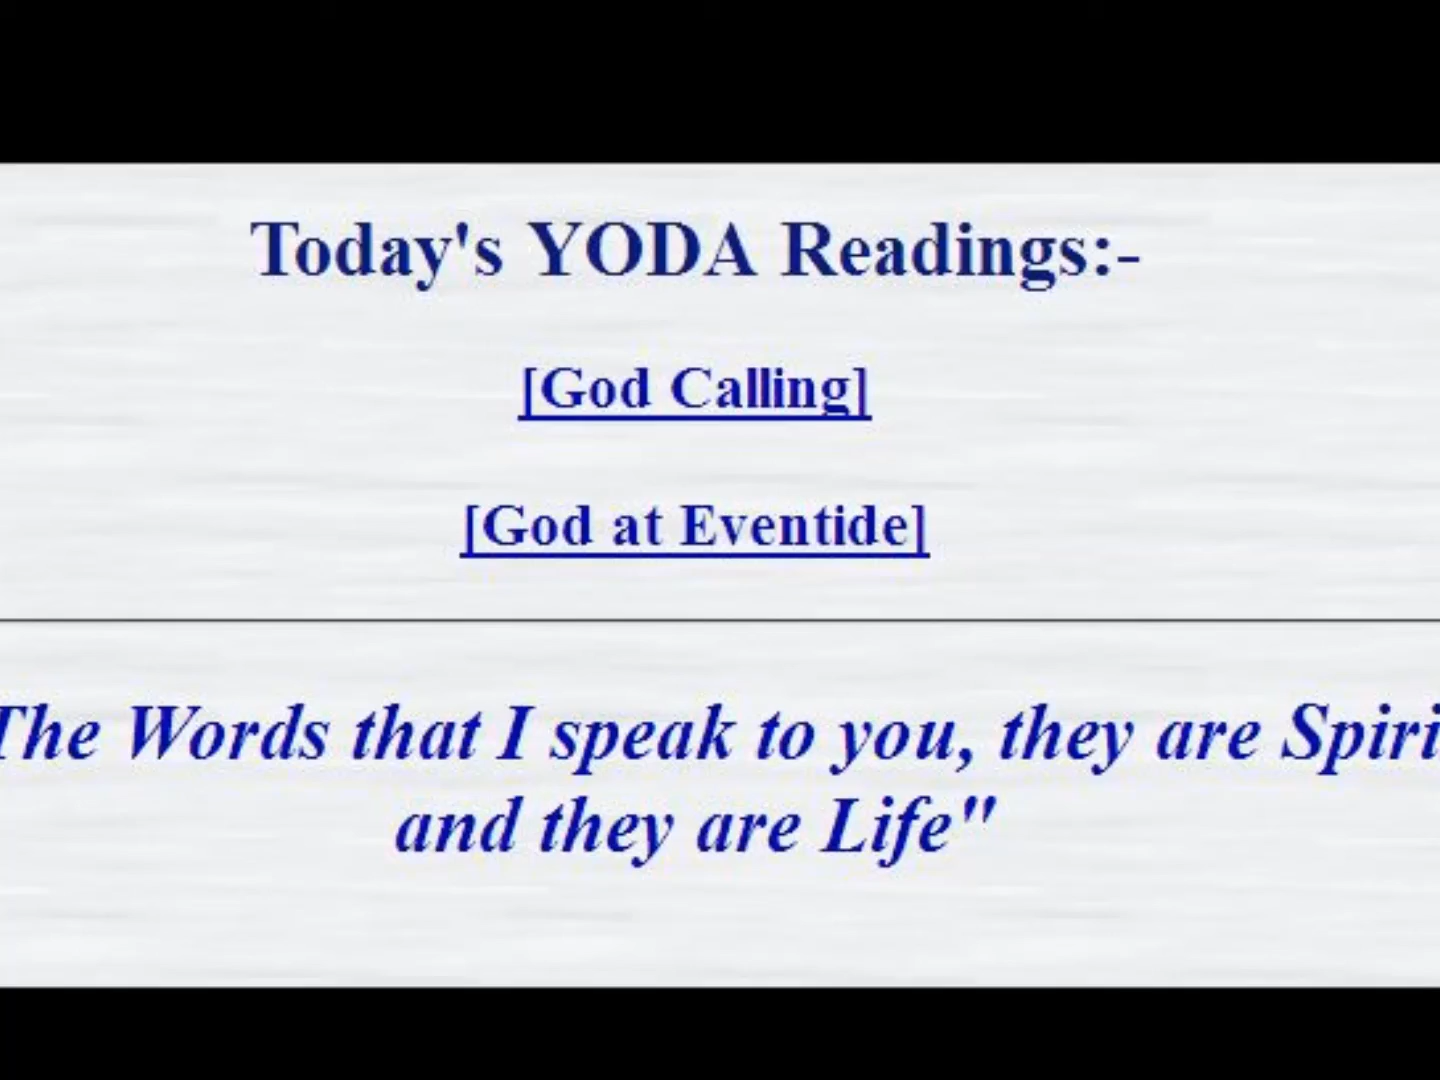 Today's YODA Readings:-
[God Calling]
[God at Eventide]
The Words that I speak to you, they are Spiri
and they are Life"